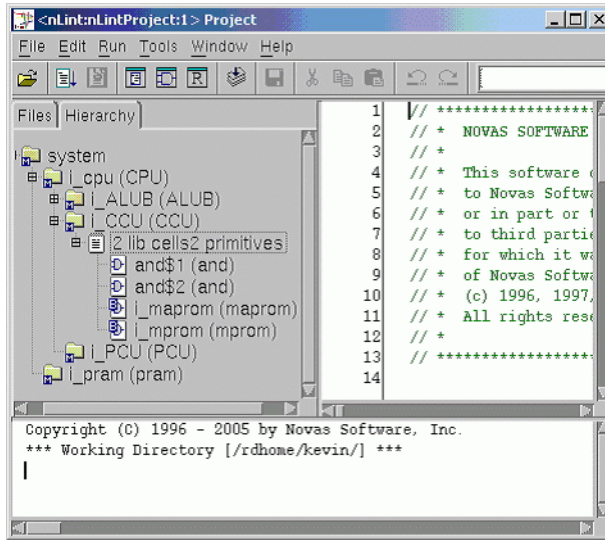 <nLint:nLintProject:1> Project
File Edit Run Tools Window Help
Files Hierarchy
system
i_cpu (CPU)
i_ALUB (ALUB)
i_CCU (CCU)
2 lib cells2 primitives
and$1 (and)
and$2 (and)
i_maprom (maprom)
i_mprom (mprom)
i_PCU (PCU)
i_pram (pram)
1 // ********************
2 // * NOVAS SOFTWARE
3 // *
4 // * This software
5 // * to Novas Softwa
6 // * or in part or t
7 // * to third partie
8 // * for which it wa
9 // * of Novas Softwa
10 // * (c) 1996, 1997,
11 // * All rights rese
12 // *
13 // ********************
14
Copyright (C) 1996 - 2005 by Novas Software, Inc.
*** Working Directory [/rdhome/kevin/] ***